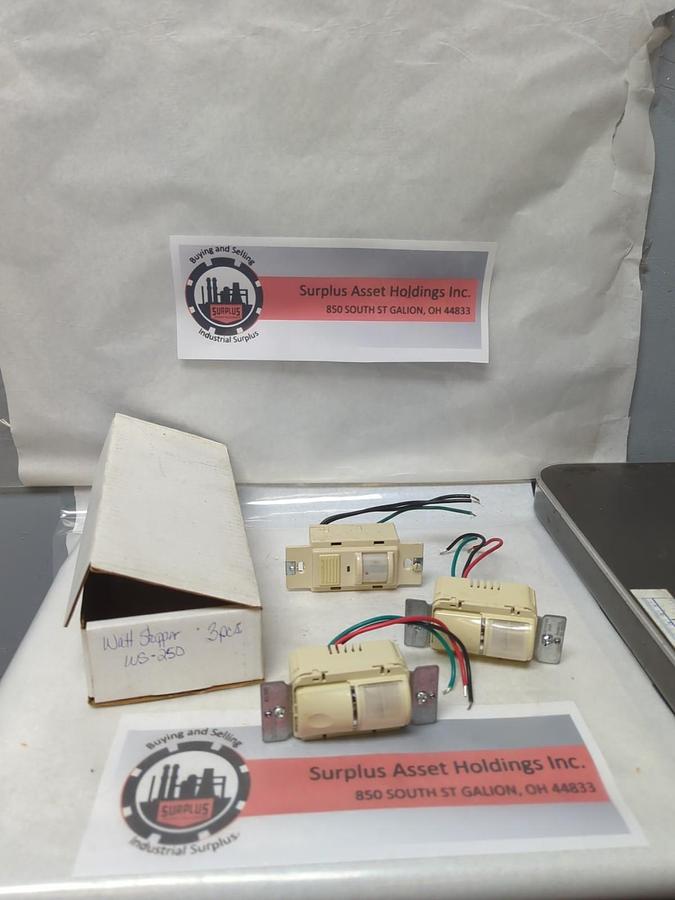 Buying and Selling
SURPLUS
Industrial Surplus
Surplus Asset Holdings Inc.
850 SOUTH ST GALION, OH 44833
Watt Stopper · 3pcs
WS-250
Buying and Selling
SURPLUS
Industrial Surplus.
Surplus Asset Holdings Inc.
850 SOUTH ST GALION, OH 44833